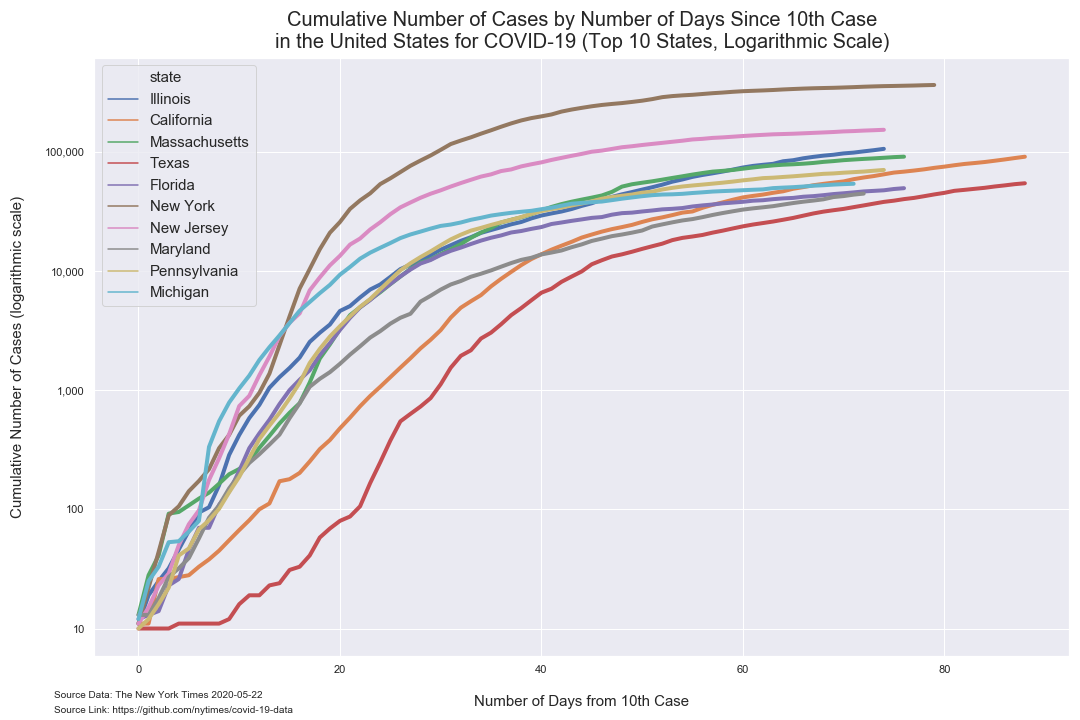 Cumulative Number of Cases by Number of Days Since 10th Case
in the United States for COVID-19 (Top 10 States, Logarithmic Scale)
state
Illinois
California
Massachusetts
Texas
Florida
New York
New Jersey
Maryland
Pennsylvania
Michigan
Cumulative Number of Cases (logarithmic scale)
100,000
10,000
1,000
100
10
0
20
40
60
80
Number of Days from 10th Case
Source Data: The New York Times 2020-05-22
Source Link: https://github.com/nytimes/covid-19-data